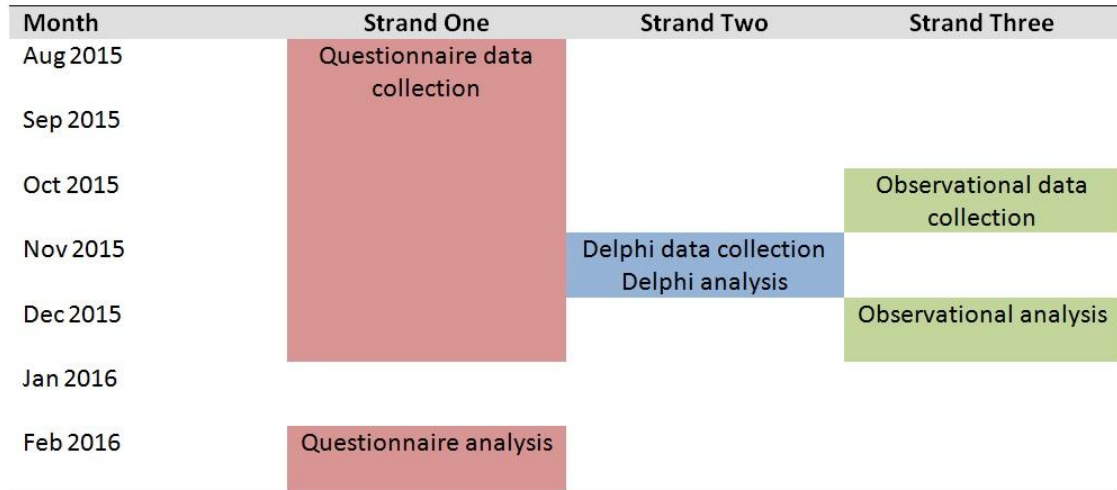 Month Strand One Strand Two Strand Three
Aug 2015 Questionnaire data
collection
Sep 2015
Oct 2015 Observational data
collection
Nov 2015 Delphi data collection
Delphi analysis
Dec 2015 Observational analysis
Jan 2016
Feb 2016 Questionnaire analysis